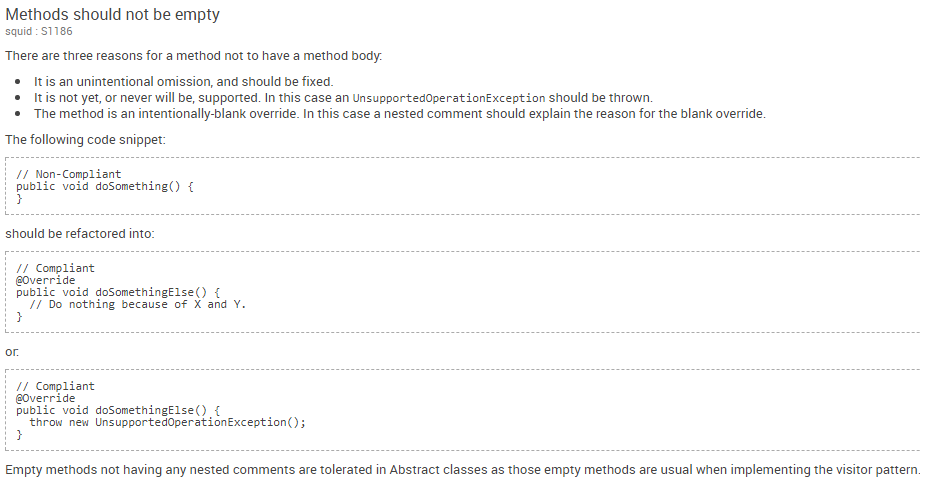 Methods should not be empty
squid : S1186
There are three reasons for a method not to have a method body:
• It is an unintentional omission, and should be fixed.
• It is not yet, or never will be, supported. In this case an UnsupportedOperationException should be thrown.
• The method is an intentionally-blank override. In this case a nested comment should explain the reason for the blank override.
The following code snippet:
// Non-Compliant
public void doSomething() {
}
should be refactored into:
// Compliant
@Override
public void doSomethingElse() {
  // Do nothing because of X and Y.
}
or:
// Compliant
@Override
public void doSomethingElse() {
  throw new UnsupportedOperationException();
}
Empty methods not having any nested comments are tolerated in Abstract classes as those empty methods are usual when implementing the visitor pattern.